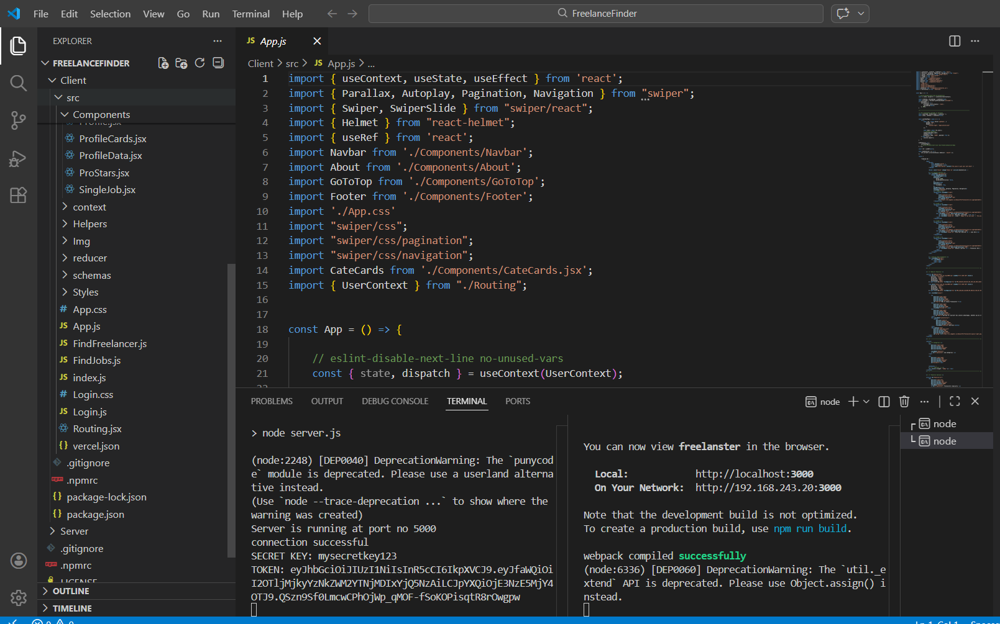 File Edit Selection View Go Run Terminal Help
FreelanceFinder
EXPLORER
FREELANCEFINDER
Client
src
Components
Profile.jsx
ProfileCards.jsx
ProfileData.jsx
ProStars.jsx
SingleJob.jsx
context
Helpers
Img
reducer
schemas
Styles
# App.css
JS App.js
JS FindFreelancer.js
JS FindJobs.js
JS index.js
# Login.css
JS Login.js
Routing.jsx
{} vercel.json
.gitignore
npm .npmrc
{} package-lock.json
{} package.json
Server
.gitignore
npm .npmrc
LICENSE
OUTLINE
TIMELINE
JS App.js
Client > src > JS App.js > ...
1 import { useContext, useState, useEffect } from 'react';
2 import { Parallax, Autoplay, Pagination, Navigation } from "swiper";
3 import { Swiper, SwiperSlide } from "swiper/react";
4 import { Helmet } from "react-helmet";
5 import { useRef } from 'react';
6 import Navbar from './Components/Navbar';
7 import About from './Components/About';
8 import GoToTop from './Components/GoToTop';
9 import Footer from './Components/Footer';
10 import './App.css'
11 import "swiper/css";
12 import "swiper/css/pagination";
13 import "swiper/css/navigation";
14 import CateCards from './Components/CateCards.jsx';
15 import { UserContext } from "./Routing";
16
17
18 const App = () => {
19
20 // eslint-disable-next-line no-unused-vars
21 const { state, dispatch } = useContext(UserContext);
22
PROBLEMS OUTPUT DEBUG CONSOLE TERMINAL PORTS
node
> node server.js
(node:2248) [DEP0040] DeprecationWarning: The `punycod
e` module is deprecated. Please use a userland alterna
tive instead.
(Use `node --trace-deprecation ...` to show where the
warning was created)
Server is running at port no 5000
connection successful
SECRET KEY: mysecretkey123
TOKEN: eyJhbGciOiJIUzI1NiIsInR5cCI6IkpXVCJ9.eyJfaWQiOi
I2OTljMjkyYzNkZWM2YTNjMDIxYjQ5NzAiLCJpYXQiOjE3NzE5MjY4
OTJ9.QSzn9Sf0LmcwCPhOjWp_qMOF-fSoKOPisqtR8rOwgpw
You can now view freelanster in the browser.
Local: http://localhost:3000
On Your Network: http://192.168.243.20:3000
Note that the development build is not optimized.
To create a production build, use npm run build.
webpack compiled successfully
(node:6336) [DEP0060] DeprecationWarning: The `util._e
xtend` API is deprecated. Please use Object.assign() i
nstead.
node
node